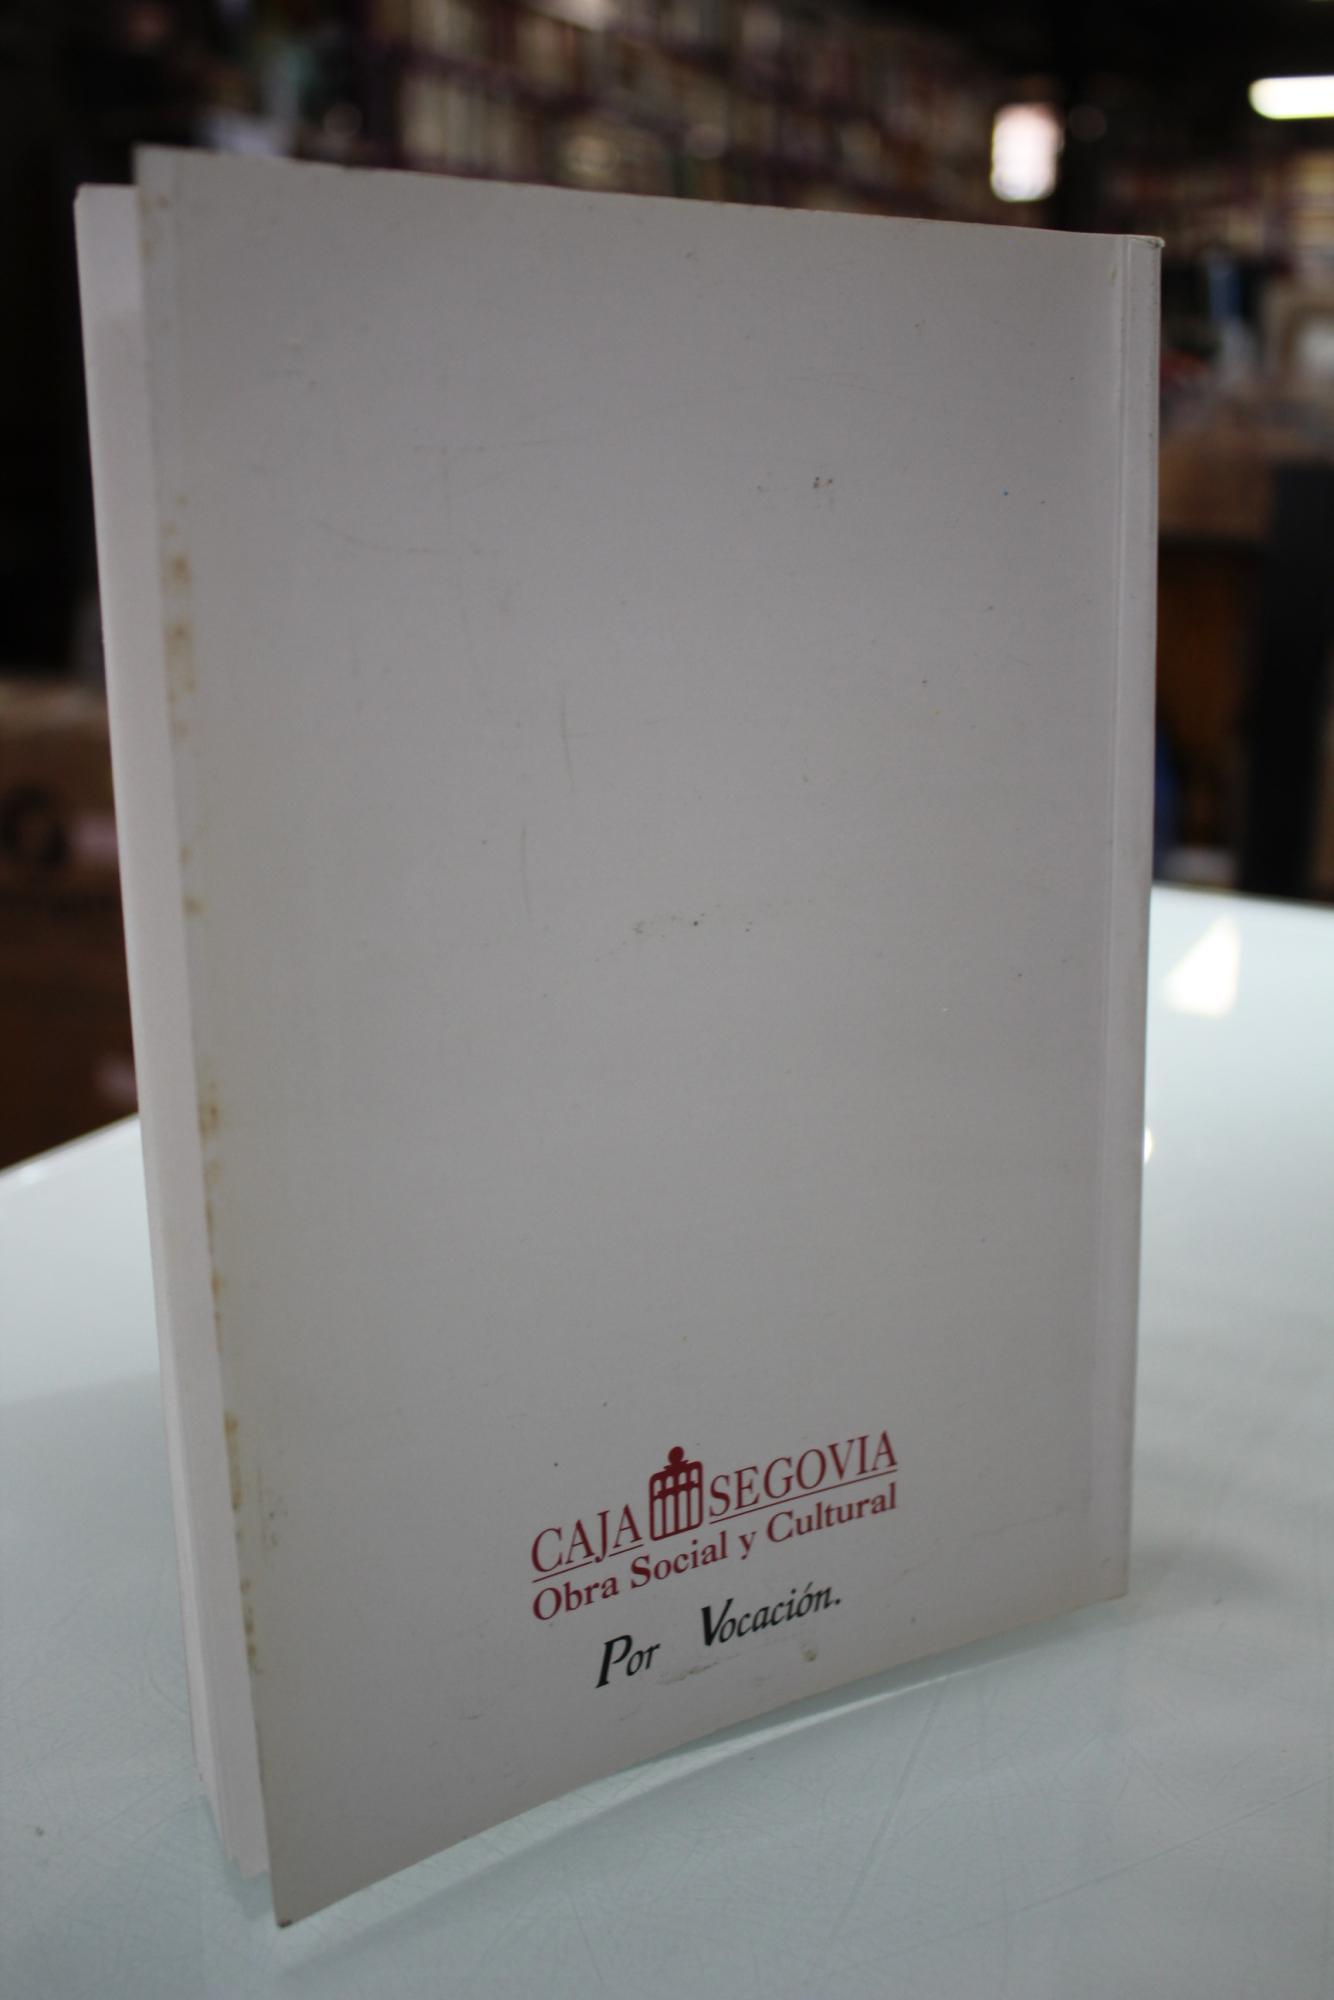 CAJA SEGOVIA
Obra Social y Cultural
Por Vocación.